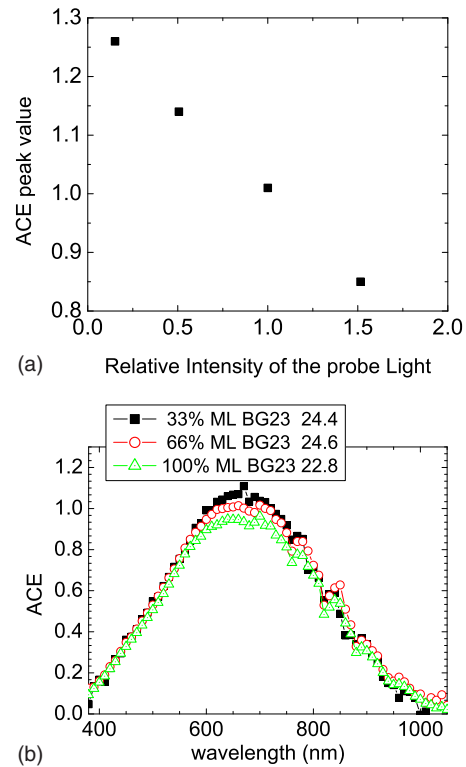 1.3
1.2
1.1
1.0
0.9
0.8
ACE peak value
0.0 0.5 1.0 1.5 2.0
(a) Relative Intensity of the probe Light
33% ML BG23 24.4
66% ML BG23 24.6
100% ML BG23 22.8
1.2
1.0
0.8
0.6
0.4
0.2
0.0
ACE
400 600 800 1000
(b) wavelength (nm)